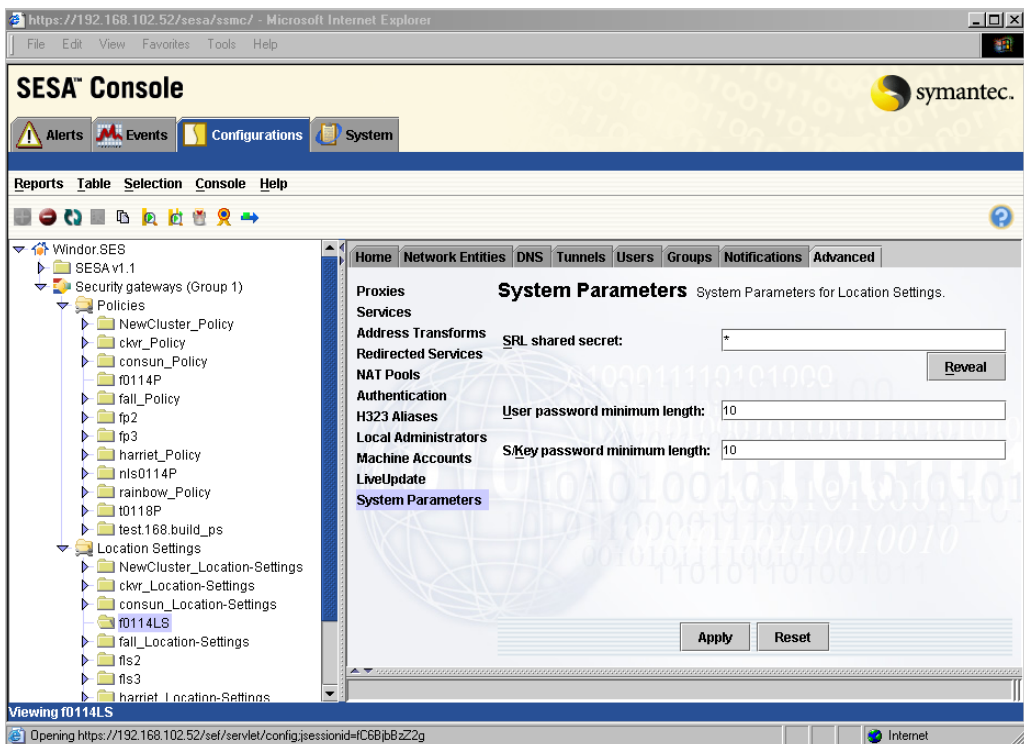 https://192.168.102.52/sesa/ssmc/ - Microsoft Internet Explorer
File Edit View Favorites Tools Help
SESA™ Console
symantec.
Alerts Events Configurations System
Reports Table Selection Console Help
Windor.SES
SESA v1.1
Security gateways (Group 1)
Policies
NewCluster_Policy
ckvr_Policy
consun_Policy
f0114P
fall_Policy
fp2
fp3
harriet_Policy
nls0114P
rainbow_Policy
t0118P
test.168.build_ps
Location Settings
NewCluster_Location-Settings
ckvr_Location-Settings
consun_Location-Settings
f0114LS
fall_Location-Settings
fls2
fls3
harriet_Location-Settings
Home Network Entities DNS Tunnels Users Groups Notifications Advanced
Proxies
Services
Address Transforms
Redirected Services
NAT Pools
Authentication
H323 Aliases
Local Administrators
Machine Accounts
LiveUpdate
System Parameters
System Parameters System Parameters for Location Settings.
SRL shared secret: *
Reveal
User password minimum length: 10
S/Key password minimum length: 10
Apply Reset
Viewing f0114LS
Opening https://192.168.102.52/sef/servlet/config;jsessionid=fC6BjbBzZ2g
Internet